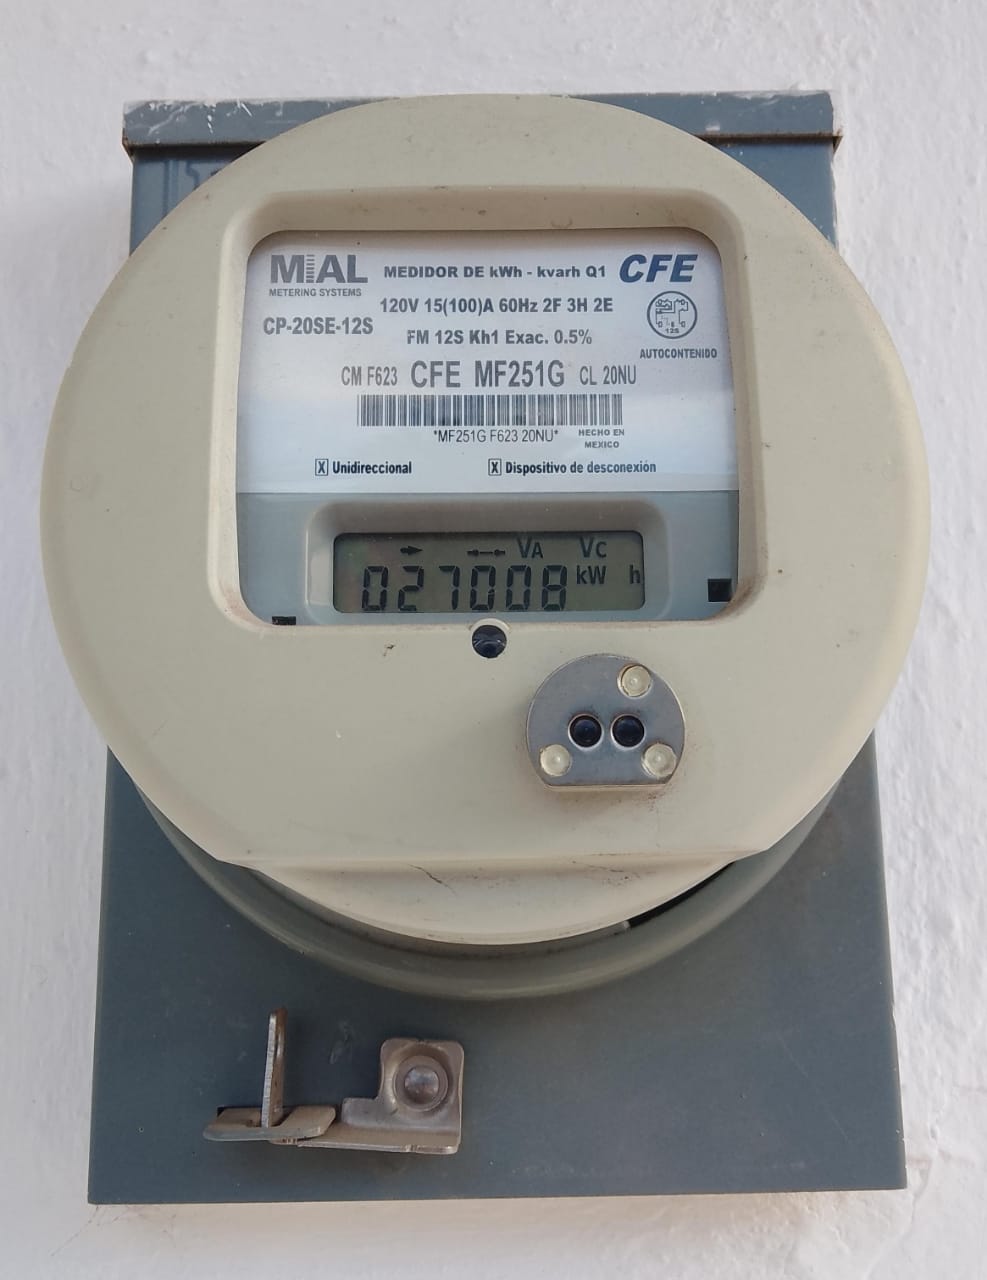 MIAL MEDIDOR DE kWh - kvarh Q1 CFE
METERING SYSTEMS
120V 15(100)A 60Hz 2F 3H 2E
CP-20SE-12S
FM 12S Kh1 Exac. 0.5%
12S
AUTOCONTENIDO
CM F623 CFE MF251G CL 20NU
*MF251G F623 20NU* HECHO EN
MEXICO
X Unidireccional X Dispositivo de desconexión
VA VC
027008 kW h